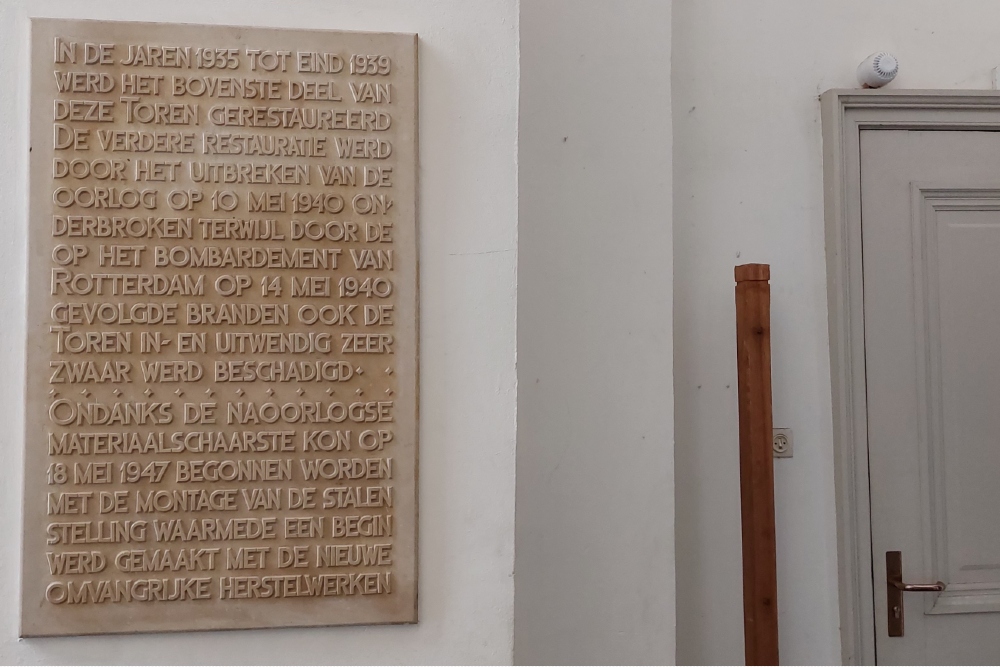 IN DE JAREN 1935 TOT EIND 1939
WERD HET BOVENSTE DEEL VAN
DEZE TOREN GERESTAUREERD
DE VERDERE RESTAURATIE WERD
DOOR HET UITBREKEN VAN DE
OORLOG OP 10 MEI 1940 ON-
DERBROKEN TERWIJL DOOR DE
OP HET BOMBARDEMENT VAN
ROTTERDAM OP 14 MEI 1940
GEVOLGDE BRANDEN OOK DE
TOREN IN- EN UITWENDIG ZEER
ZWAAR WERD BESCHADIGD
ONDANKS DE NAOORLOGSE
MATERIAALSCHAARSTE KON OP
18 MEI 1947 BEGONNEN WORDEN
MET DE MONTAGE VAN DE STALEN
STELLING WAARMEDE EEN BEGIN
WERD GEMAAKT MET DE NIEUWE
OMVANGRIJKE HERSTELWERKEN